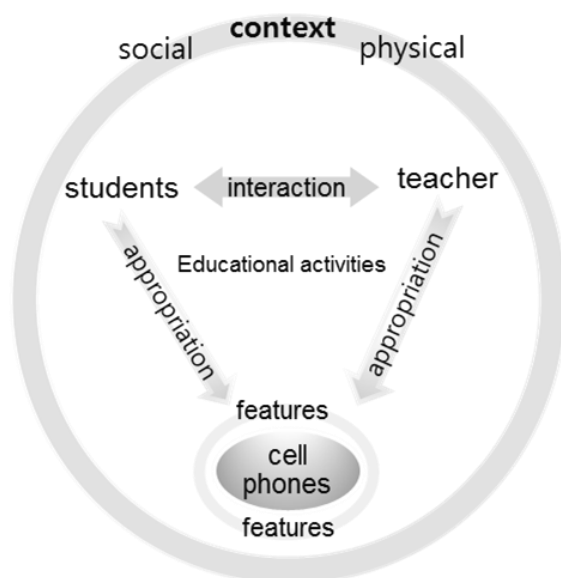 context
social physical
students interaction teacher
appropriation Educational activities appropriation
features
cell
phones
features